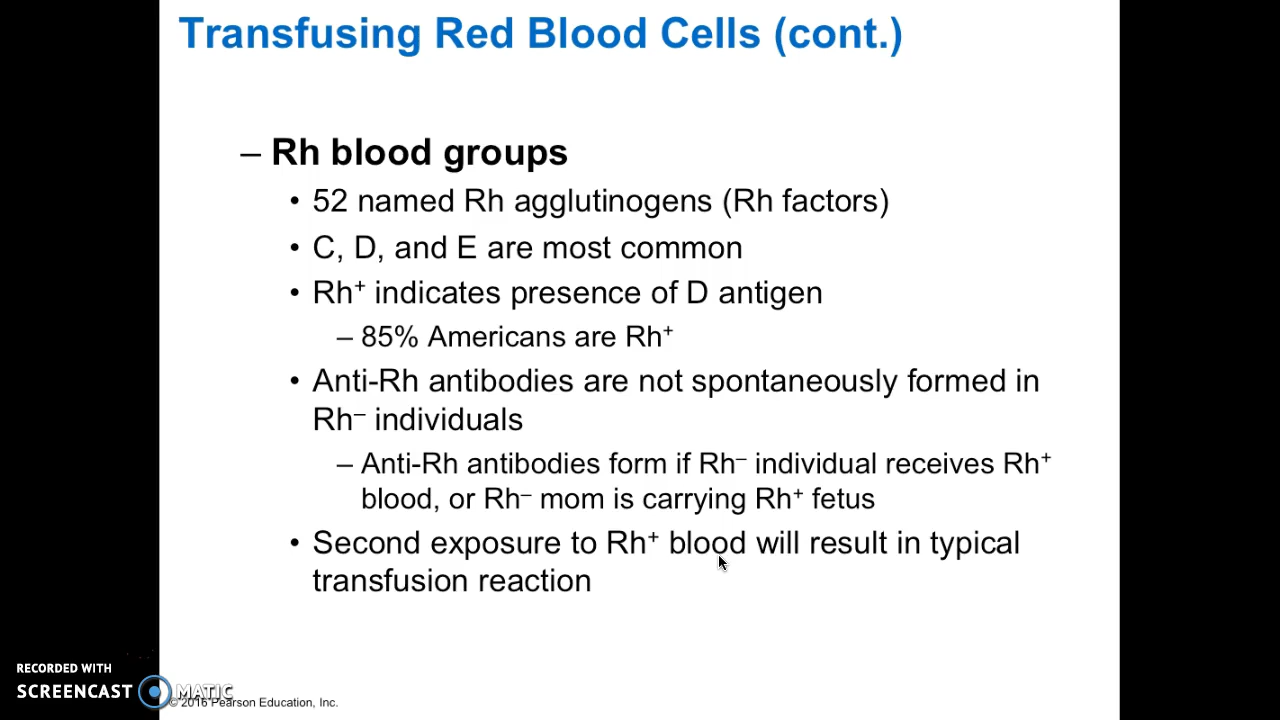 Transfusing Red Blood Cells (cont.)
– Rh blood groups
• 52 named Rh agglutinogens (Rh factors)
• C, D, and E are most common
• Rh⁺ indicates presence of D antigen
– 85% Americans are Rh⁺
• Anti-Rh antibodies are not spontaneously formed in
Rh⁻ individuals
– Anti-Rh antibodies form if Rh⁻ individual receives Rh⁺
blood, or Rh⁻ mom is carrying Rh⁺ fetus
• Second exposure to Rh⁺ blood will result in typical
transfusion reaction
RECORDED WITH
SCREENCAST MATIC
© 2016 Pearson Education, Inc.